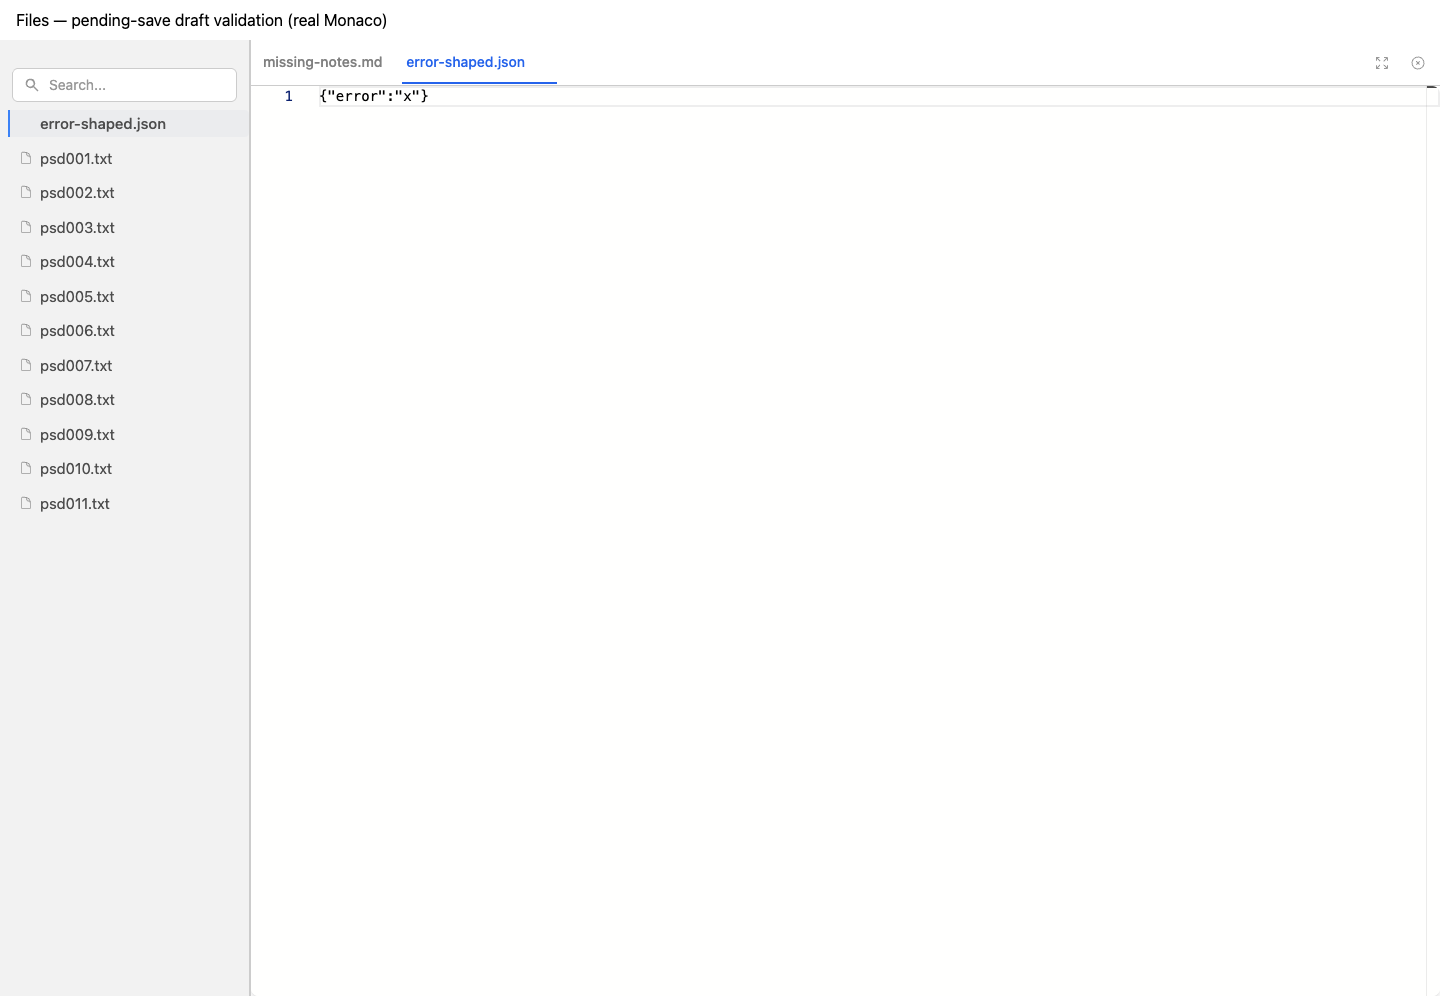 Files — pending-save draft validation (real Monaco)
Search...
error-shaped.json
psd001.txt
psd002.txt
psd003.txt
psd004.txt
psd005.txt
psd006.txt
psd007.txt
psd008.txt
psd009.txt
psd010.txt
psd011.txt
missing-notes.md
error-shaped.json
1 {"error":"x"}